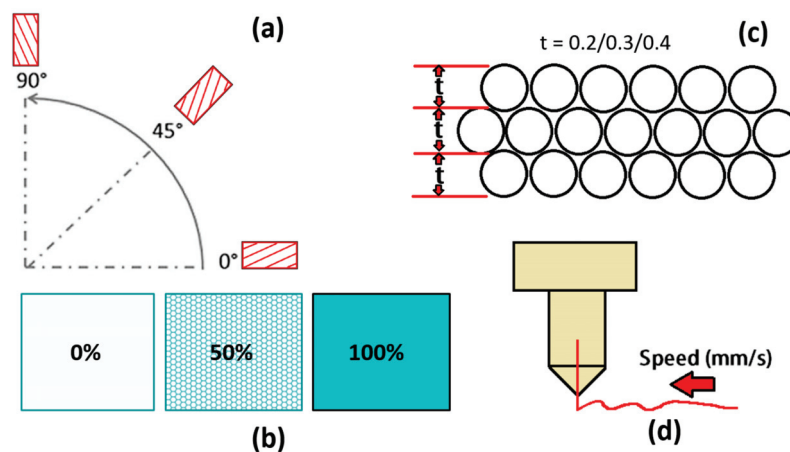 (a)
90°
45°
0°
t = 0.2/0.3/0.4
(c)
t
t
t
0%
50%
100%
(b)
Speed (mm/s)
(d)